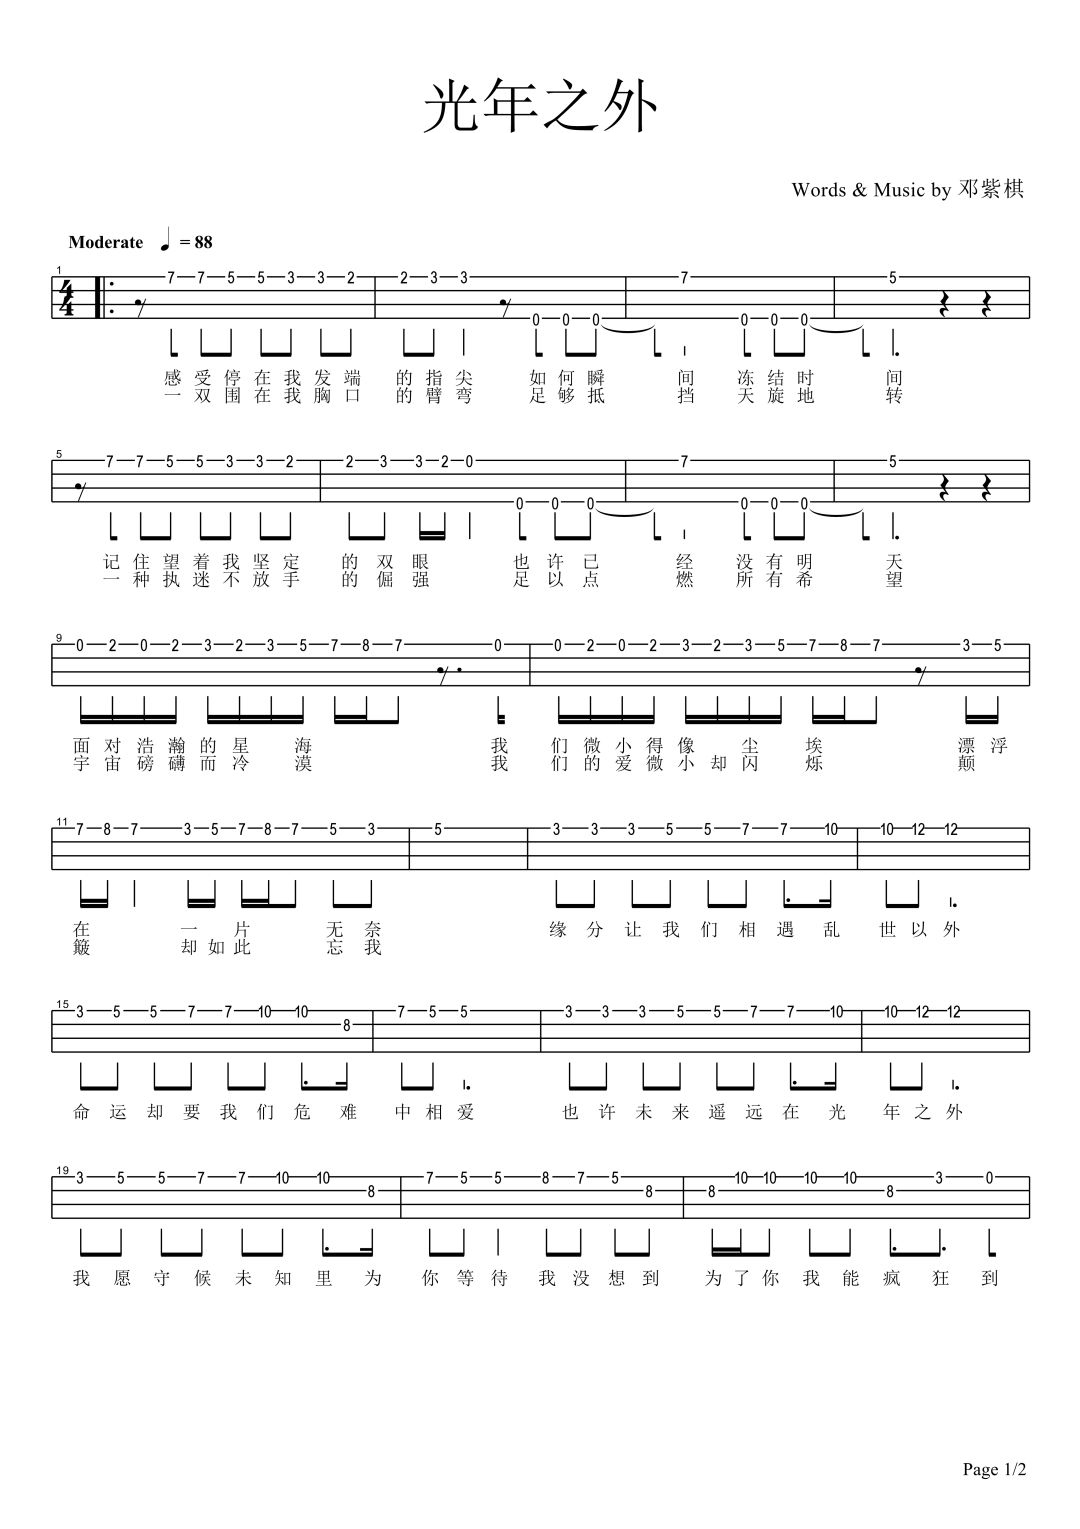 光年之外
Words & Music by 邓紫棋
Moderate ♩ = 88
1
4
4
7 7 5 5 3 3 2 2 3 3 7 5
0 0 0 0 0 0
感受停在我发端的指尖如何瞬间冻结时间
一双围在我胸口的臂弯足够抵挡天旋地转
5
7 7 5 5 3 3 2 2 3 3 2 0 7 5
0 0 0 0 0 0
记住望着我坚定的双眼也许已经没有明天
一种执迷不放手的倔强足以点燃所有希望
9
0 2 0 2 3 2 3 5 7 8 7 0 0 2 0 2 3 2 3 5 7 8 7 3 5
面对浩瀚的星海我们微小得像尘埃漂浮
宇宙磅礴而冷漠我们的爱微小却闪烁颠
11
7 8 7 3 5 7 8 7 5 3 5 3 3 3 5 5 7 7 10 10 12 12
在一片无奈缘分让我们相遇乱世以外
簸却如此忘我
15
3 5 5 7 7 10 10 7 5 5 3 3 3 5 5 7 7 10 10 12 12
8
命运却要我们危难中相爱也许未来遥远在光年之外
19
3 5 5 7 7 10 10 7 5 5 8 7 5 10 10 10 10 3 0
8 8 8 8
我愿守候未知里为你等待我没想到为了你我能疯狂到
Page 1/2